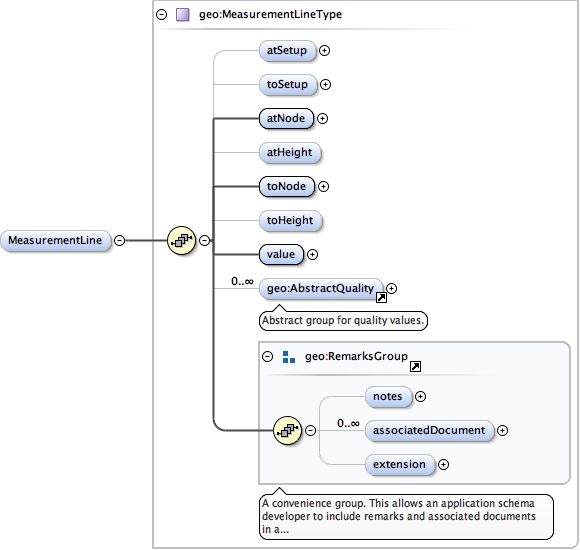 geo:MeasurementLineType
atSetup
toSetup
atNode
atHeight
toNode
MeasurementLine
toHeight
value
0..∞
geo:AbstractQuality
Abstract group for quality values.
geo:RemarksGroup
notes
0..∞
associatedDocument
extension
A convenience group. This allows an application schema
developer to include remarks and associated documents
in a...